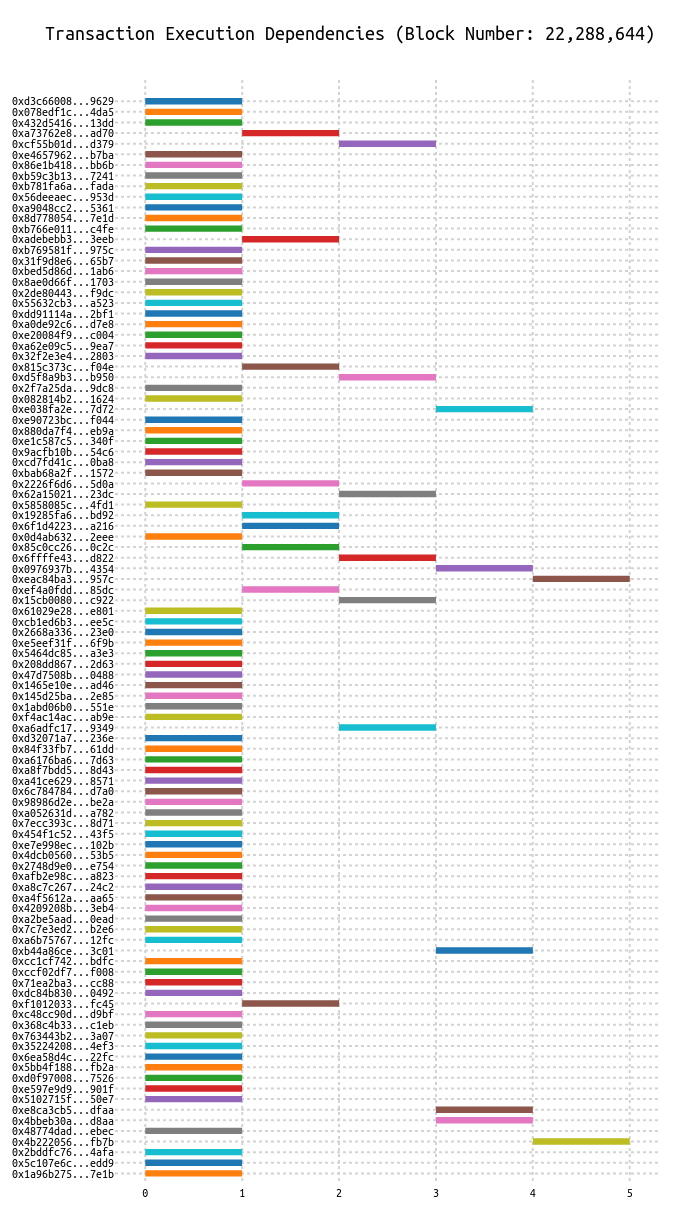 Transaction Execution Dependencies (Block Number: 22,288,644)
0xd3c66008...9629
0x078edf1c...4da5
0x432d5416...13dd
0xa73762e8...ad70
0xcf55b01d...d379
0xe4657962...b7ba
0x86e1b418...bb6b
0xb59c3b13...7241
0xb781fa6a...fada
0x56deeaec...953d
0xa9048cc2...5361
0x8d778054...7e1d
0xb766e011...c4fe
0xadebebb3...3eeb
0xb769581f...975c
0x31f9d8e6...65b7
0xbed5d86d...1ab6
0x8ae0d66f...1703
0x2de80443...f9dc
0x55632cb3...a523
0xdd91114a...2bf1
0xa0de92c6...d7e8
0xe20084f9...c004
0xa62e09c5...9ea7
0x32f2e3e4...2803
0x815c373c...f04e
0xd5f8a9b3...b950
0x2f7a25da...9dc8
0x082814b2...1624
0xe038fa2e...7d72
0xe90723bc...f044
0x880da7f4...eb9a
0xe1c587c5...340f
0x9acfb10b...54c6
0xcd7fd41c...0ba8
0xbab68a2f...1572
0x2226f6d6...5d0a
0x62a15021...23dc
0x5858085c...4fd1
0x19285fa6...bd92
0x6f1d4223...a216
0x0d4ab632...2eee
0x85c0cc26...0c2c
0x6ffffe43...d822
0x0976937b...4354
0xeac84ba3...957c
0xef4a0fdd...85dc
0x15cb0080...c922
0x61029e28...e801
0xcb1ed6b3...ee5c
0x2668a336...23e0
0xe5eef31f...6f9b
0x5464dc85...a3e3
0x208dd867...2d63
0x47d7508b...0488
0x1465e10e...ad46
0x145d25ba...2e85
0x1abd06b0...551e
0xf4ac14ac...ab9e
0xa6adfc17...9349
0xd32071a7...236e
0x84f33fb7...61dd
0xa6176ba6...7d63
0xa8f7bdd5...8d43
0xa41ce629...8571
0x6c784784...d7a0
0x98986d2e...be2a
0xa052631d...a782
0x7ecc393c...8d71
0x454f1c52...43f5
0xe7e998ec...102b
0x4dcb0560...53b5
0x2748d9e0...e754
0xafb2e98c...a823
0xa8c7c267...24c2
0xa4f5612a...aa65
0x4209208b...3eb4
0xa2be5aad...0ead
0x7c7e3ed2...b2e6
0xa6b75767...12fc
0xb44a86ce...3c01
0xcc1cf742...bdfc
0xccf02df7...f008
0x71ea2ba3...cc88
0xdc84b830...0492
0xf1012033...fc45
0xc48cc90d...d9bf
0x368c4b33...c1eb
0x763443b2...3a07
0x35224208...4ef3
0x6ea58d4c...22fc
0x5bb4f188...fb2a
0xd0f97008...7526
0xe597e9d9...901f
0x5102715f...50e7
0xe8ca3cb5...dfaa
0x4bbeb30a...d8aa
0x48774dad...ebec
0x4b222056...fb7b
0x2bddfc76...4afa
0x5c107e6c...edd9
0x1a96b275...7e1b
0 1 2 3 4 5